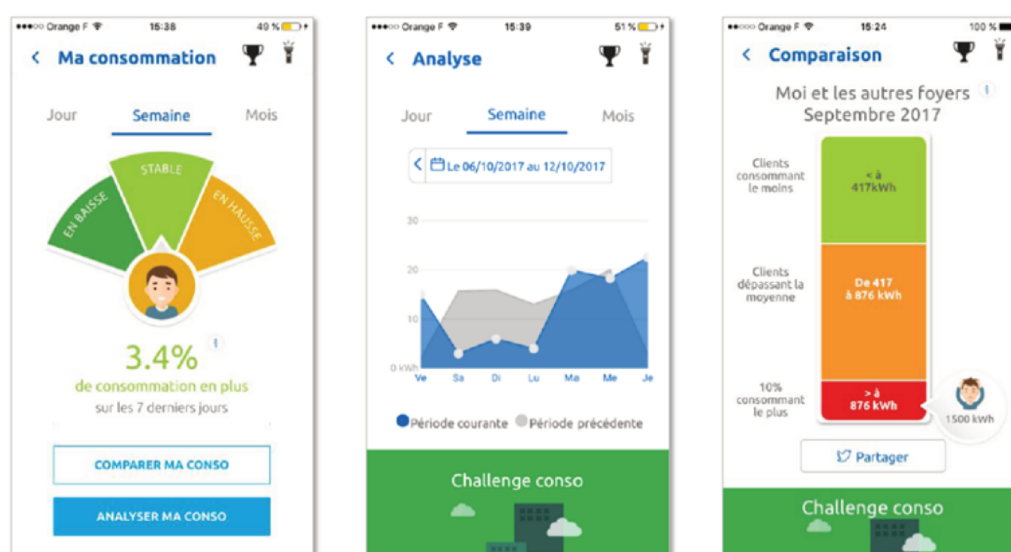 Orange F 15:38 49 %
Ma consommation
Jour Semaine Mois
EN BAISSE
STABLE
EN HAUSSE
3.4%
de consommation en plus
sur les 7 derniers jours
COMPARER MA CONSO
ANALYSER MA CONSO
Orange F 15:39 51 %
Analyse
Jour Semaine Mois
Le 06/10/2017 au 12/10/2017
30
20
10
0 kWh
Ve Sa Di Lu Ma Me Je
Période courante Période précédente
Challenge conso
Orange F 15:24 100 %
Comparaison
Moi et les autres foyers
Septembre 2017
Clients
consommant
le moins
< à
417kWh
Clients
dépassant la
moyenne
De 417
à 876 kWh
10%
consommant
le plus
> à
876 kWh
1500 kWh
Partager
Challenge conso